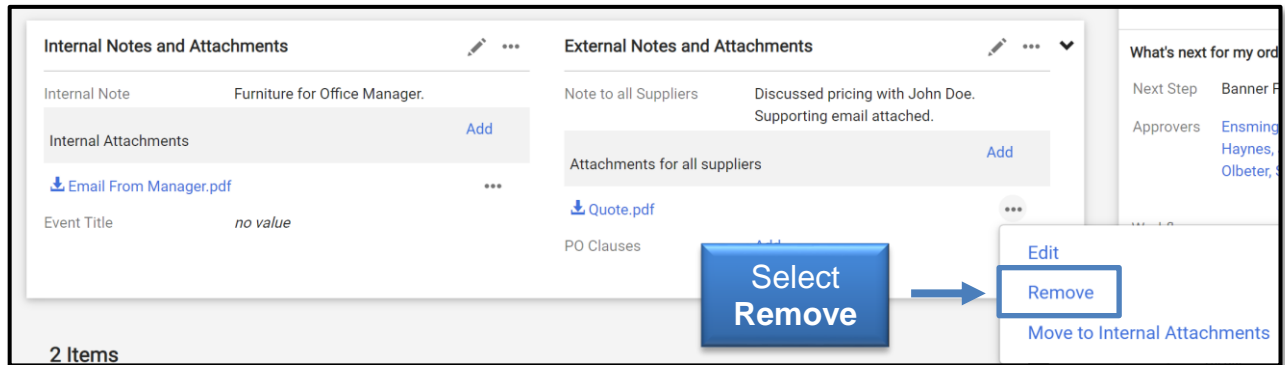 Internal Notes and Attachments
Internal Note Furniture for Office Manager.
Internal Attachments Add
Email From Manager.pdf
Event Title no value
External Notes and Attachments
Note to all Suppliers Discussed pricing with John Doe.
Supporting email attached.
Attachments for all suppliers Add
Quote.pdf
PO Clauses
Select
Remove
Edit
Remove
Move to Internal Attachments
What's next for my ord
Next Step Banner
Approvers Ensming
Haynes,
Olbeter,
2 Items